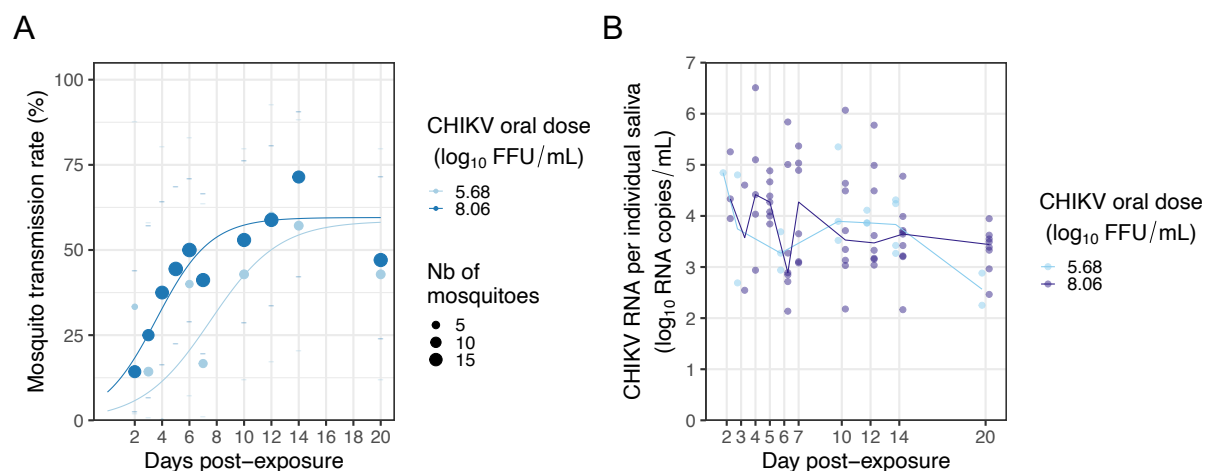 A
100
75
50
25
0
Mosquito transmission rate (%)
2 4 6 8 10 12 14 16 18 20
Days post−exposure
CHIKV oral dose
(log10 FFU/mL)
5.68
8.06
Nb of
mosquitoes
5
10
15
B
7
6
5
4
3
2
1
0
CHIKV RNA per individual saliva
(log10 RNA copies/mL)
2 3 4 5 6 7 10 12 14 20
Day post−exposure
CHIKV oral dose
(log10 FFU/mL)
5.68
8.06